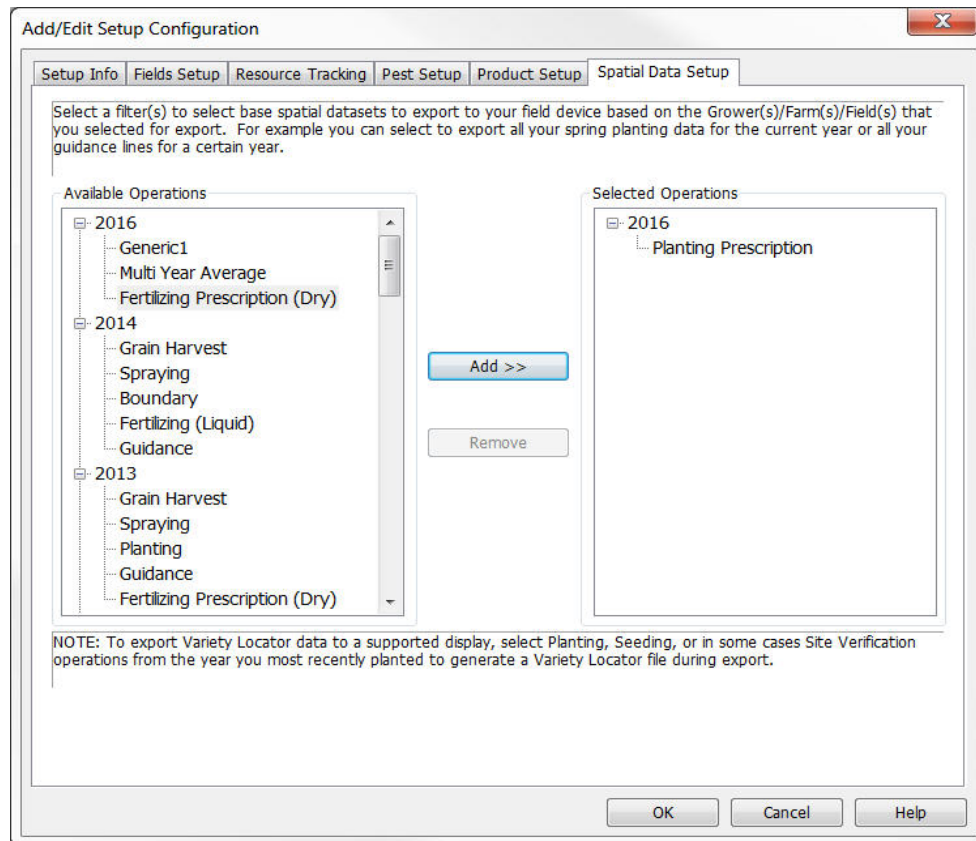 Add/Edit Setup Configuration
Setup Info Fields Setup Resource Tracking Pest Setup Product Setup Spatial Data Setup
Select a filter(s) to select base spatial datasets to export to your field device based on the Grower(s)/Farm(s)/Field(s) that
you selected for export. For example you can select to export all your spring planting data for the current year or all your
guidance lines for a certain year.
Available Operations
2016
Generic1
Multi Year Average
Fertilizing Prescription (Dry)
2014
Grain Harvest
Spraying
Boundary
Fertilizing (Liquid)
Guidance
2013
Grain Harvest
Spraying
Planting
Guidance
Fertilizing Prescription (Dry)
Add >>
Remove
Selected Operations
2016
Planting Prescription
NOTE: To export Variety Locator data to a supported display, select Planting, Seeding, or in some cases Site Verification
operations from the year you most recently planted to generate a Variety Locator file during export.
OK Cancel Help